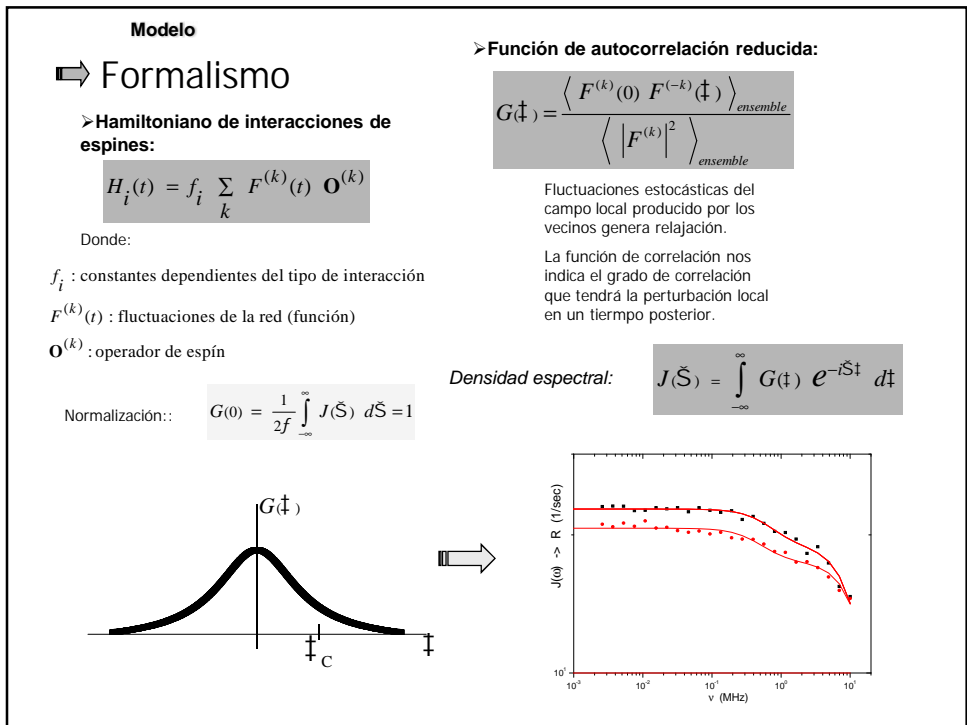 Modelo
Formalismo
➢Hamiltoniano de interacciones de
espines:
H_i(t) = f_i ∑_k F^(k)(t) O^(k)
Donde:
f_i : constantes dependientes del tipo de interacción
F^(k)(t) : fluctuaciones de la red (función)
O^(k) : operador de espín
Normalización::
G(0) = 1/2f ∫_{-∞}^{∞} J(Š) dŠ = 1
➢Función de autocorrelación reducida:
G(‡) = ⟨ F^(k)(0) F^(-k)(‡) ⟩_ensemble / ⟨ |F^(k)|^2 ⟩_ensemble
Fluctuaciones estocásticas del
campo local producido por los
vecinos genera relajación.
La función de correlación nos
indica el grado de correlación
que tendrá la perturbación local
en un tiermpo posterior.
Densidad espectral:
J(Š) = ∫_{-∞}^{∞} G(‡) e^{-iŠ‡} d‡
G(‡)
‡_C
‡
J(ω) -> R (1/sec)
10^1
10^-3 10^-2 10^-1 10^0 10^1
ν (MHz)